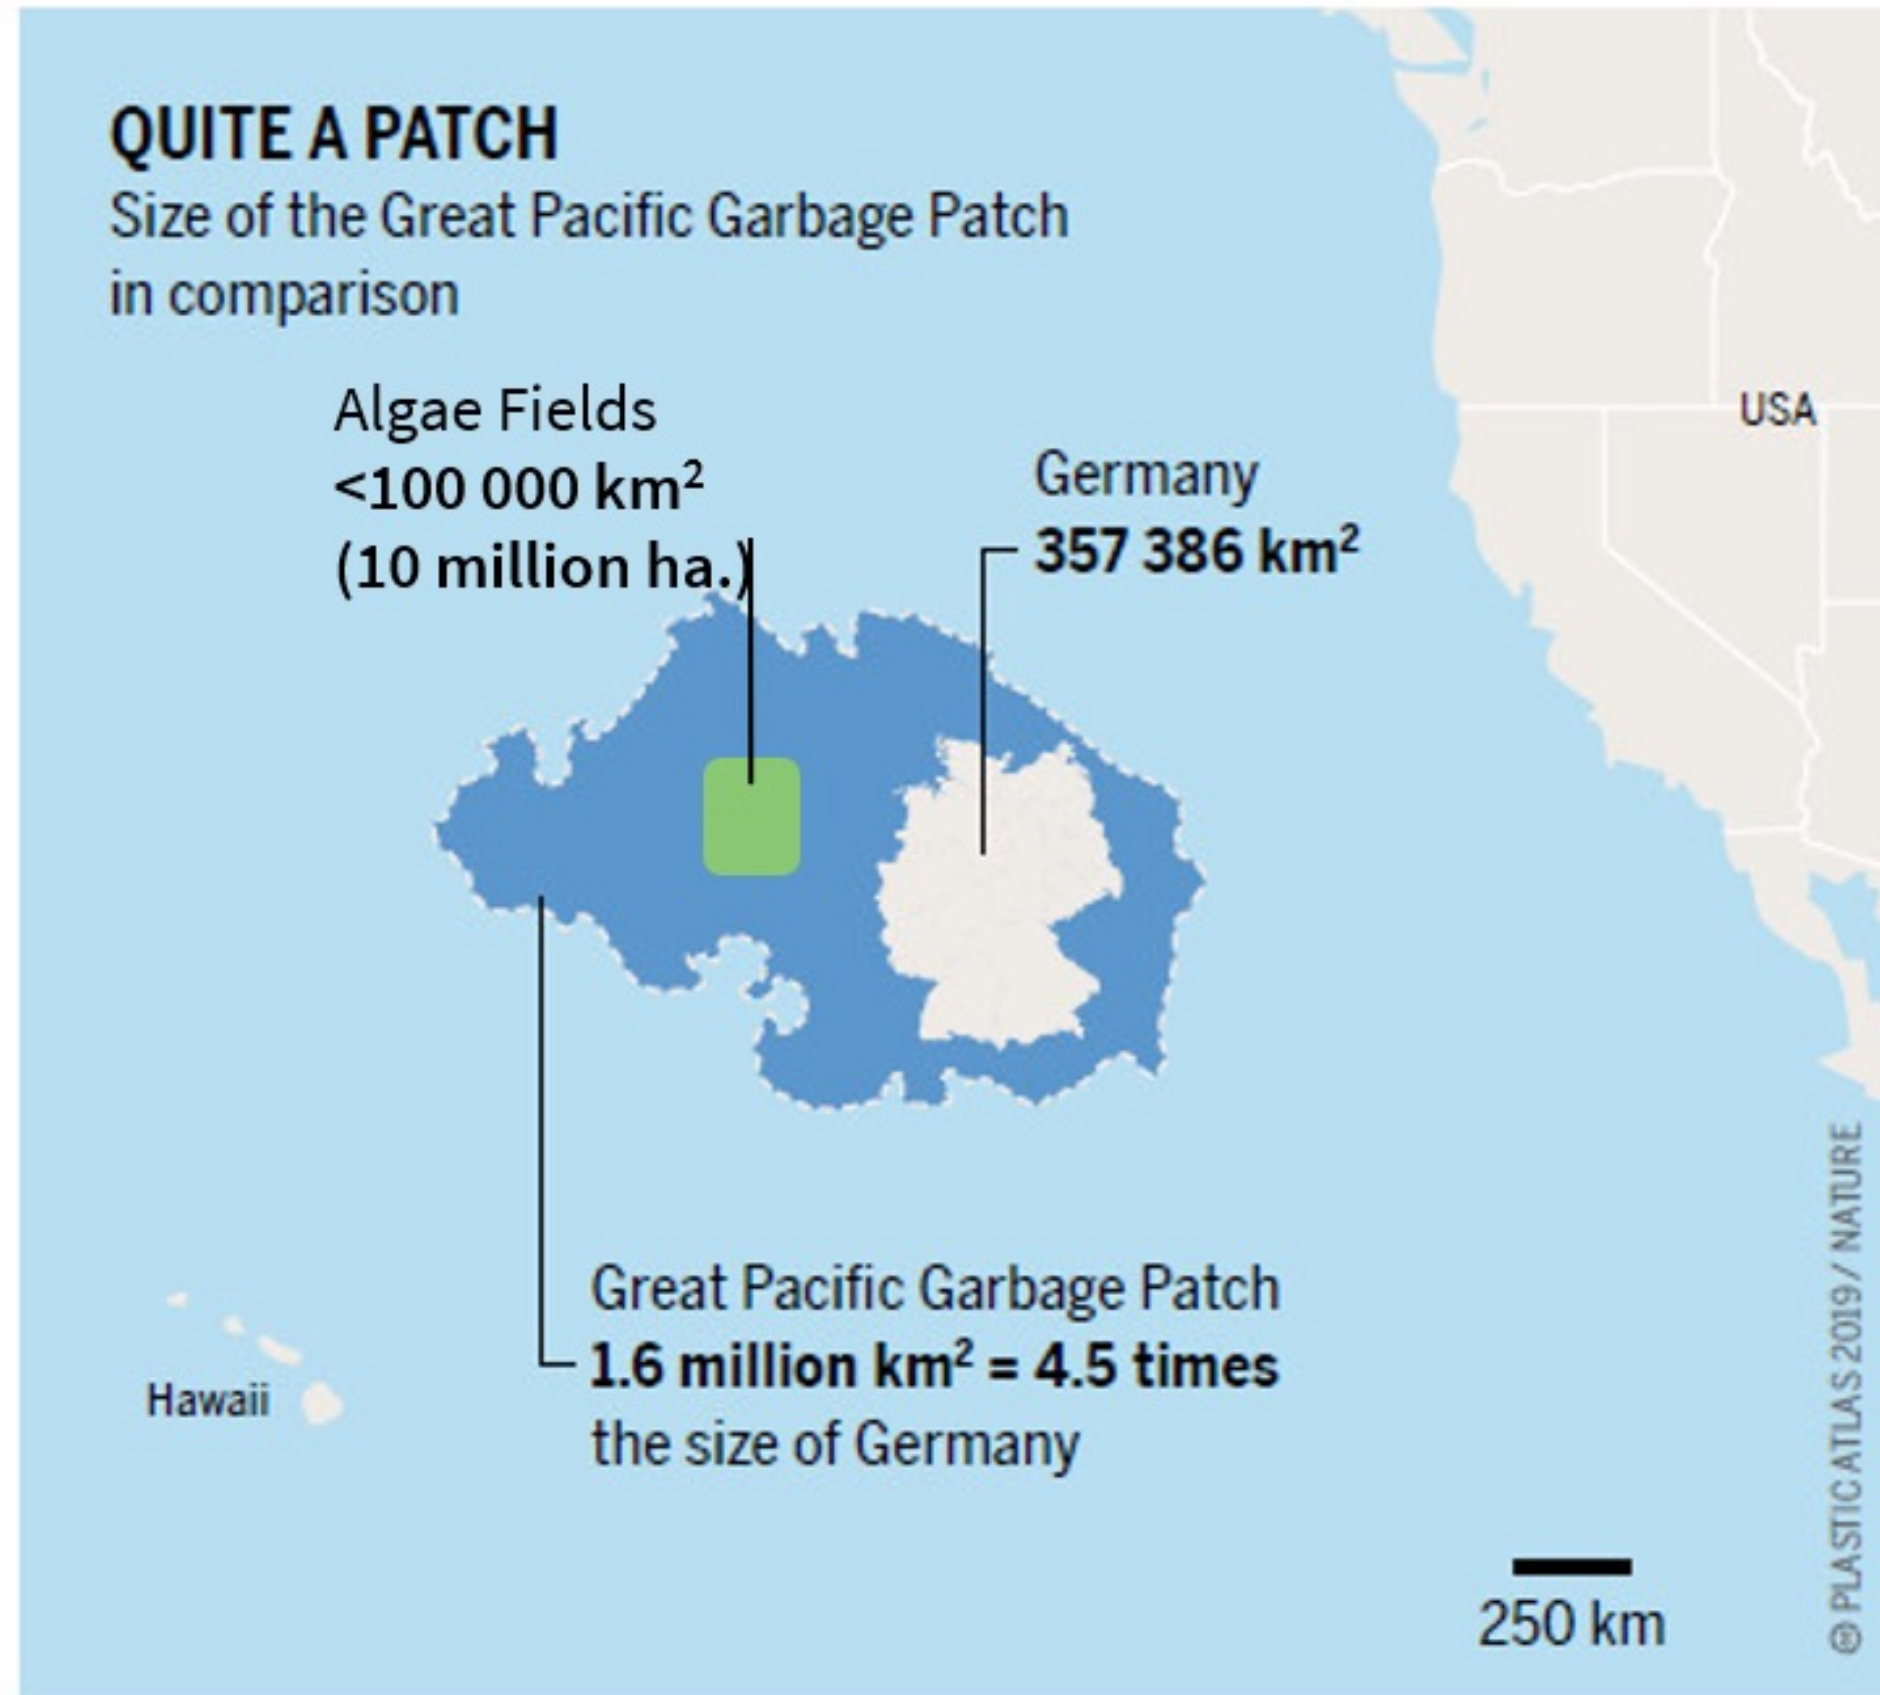 QUITE A PATCH
Size of the Great Pacific Garbage Patch
in comparison
Algae Fields
<100 000 km²
(10 million ha.)
Germany
357 386 km²
USA
Great Pacific Garbage Patch
1.6 million km² = 4.5 times
the size of Germany
Hawaii
250 km
PLASTIC ATLAS 2019 / NATURE